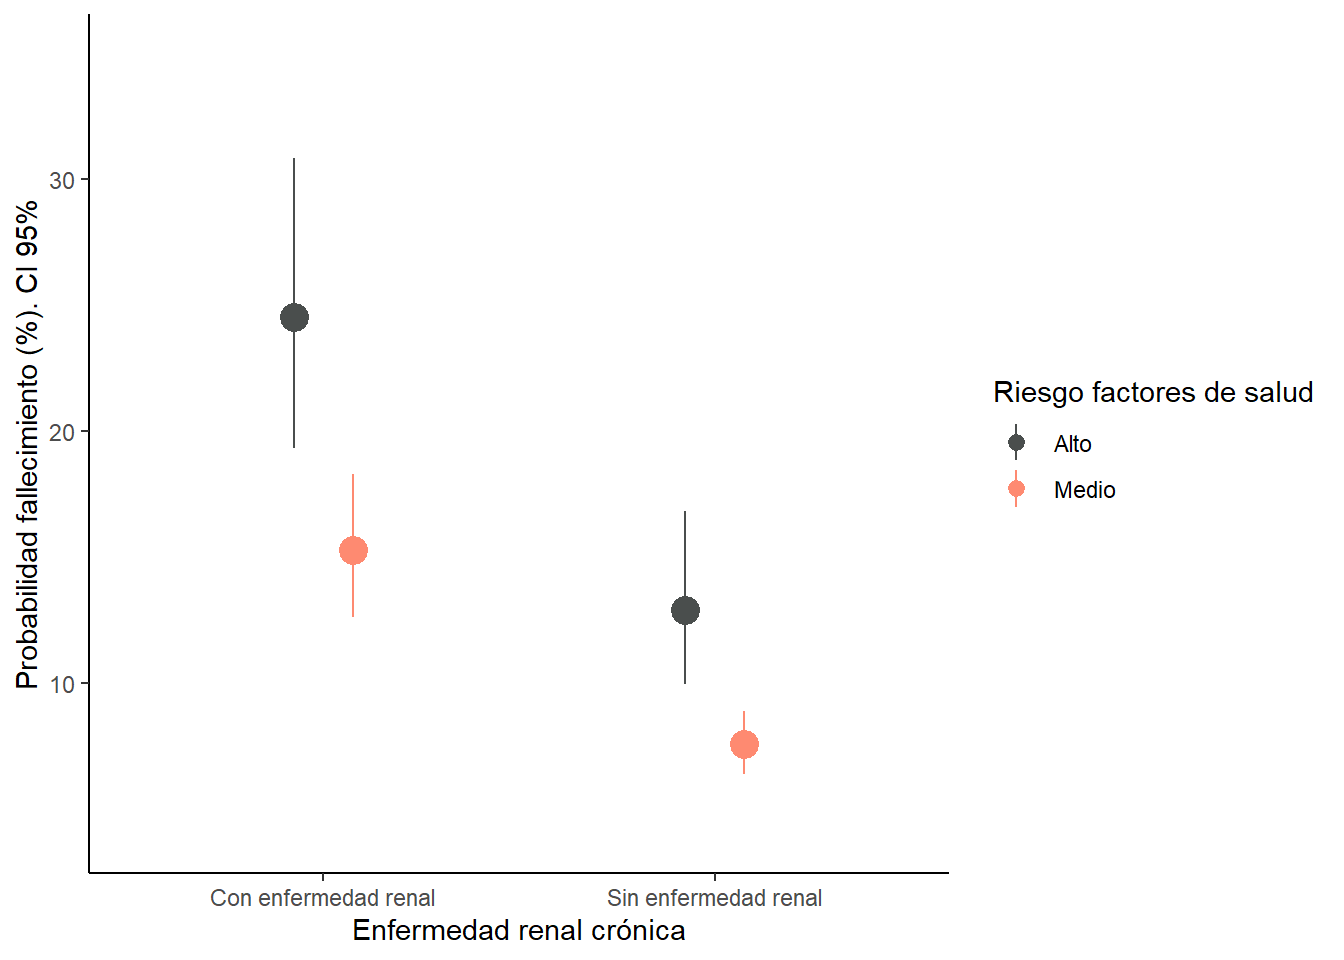 Probabilidad fallecimiento (%). CI 95%
30
20
10
Con enfermedad renal
Sin enfermedad renal
Enfermedad renal crónica
Riesgo factores de salud
Alto
Medio